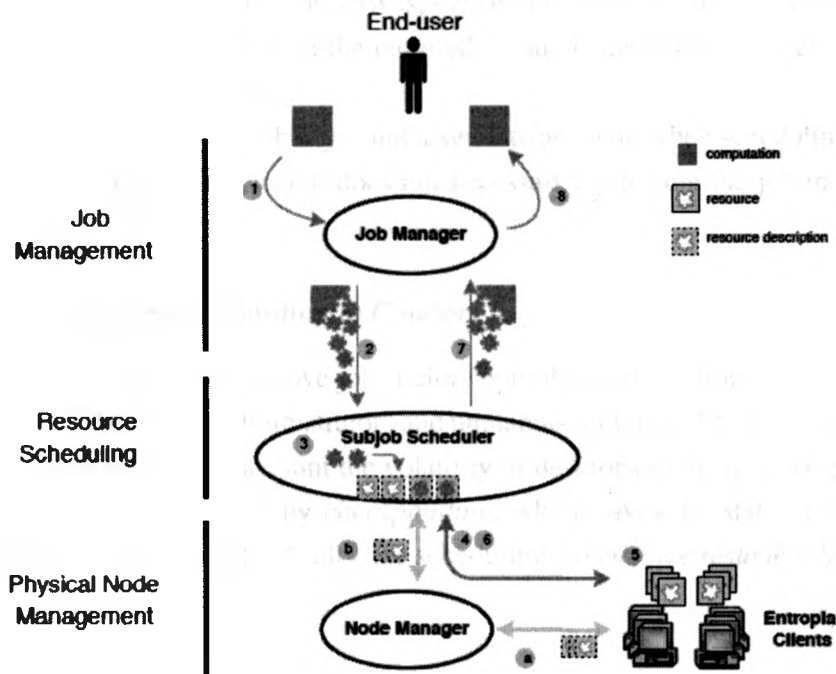 End-user
computation
1
8
Job
Management
Job Manager
resource
resource description
2
7
Resource
Scheduling
3
Subjob Scheduler
b
4
6
5
Physical Node
Management
Node Manager
a
Entropia
Clients